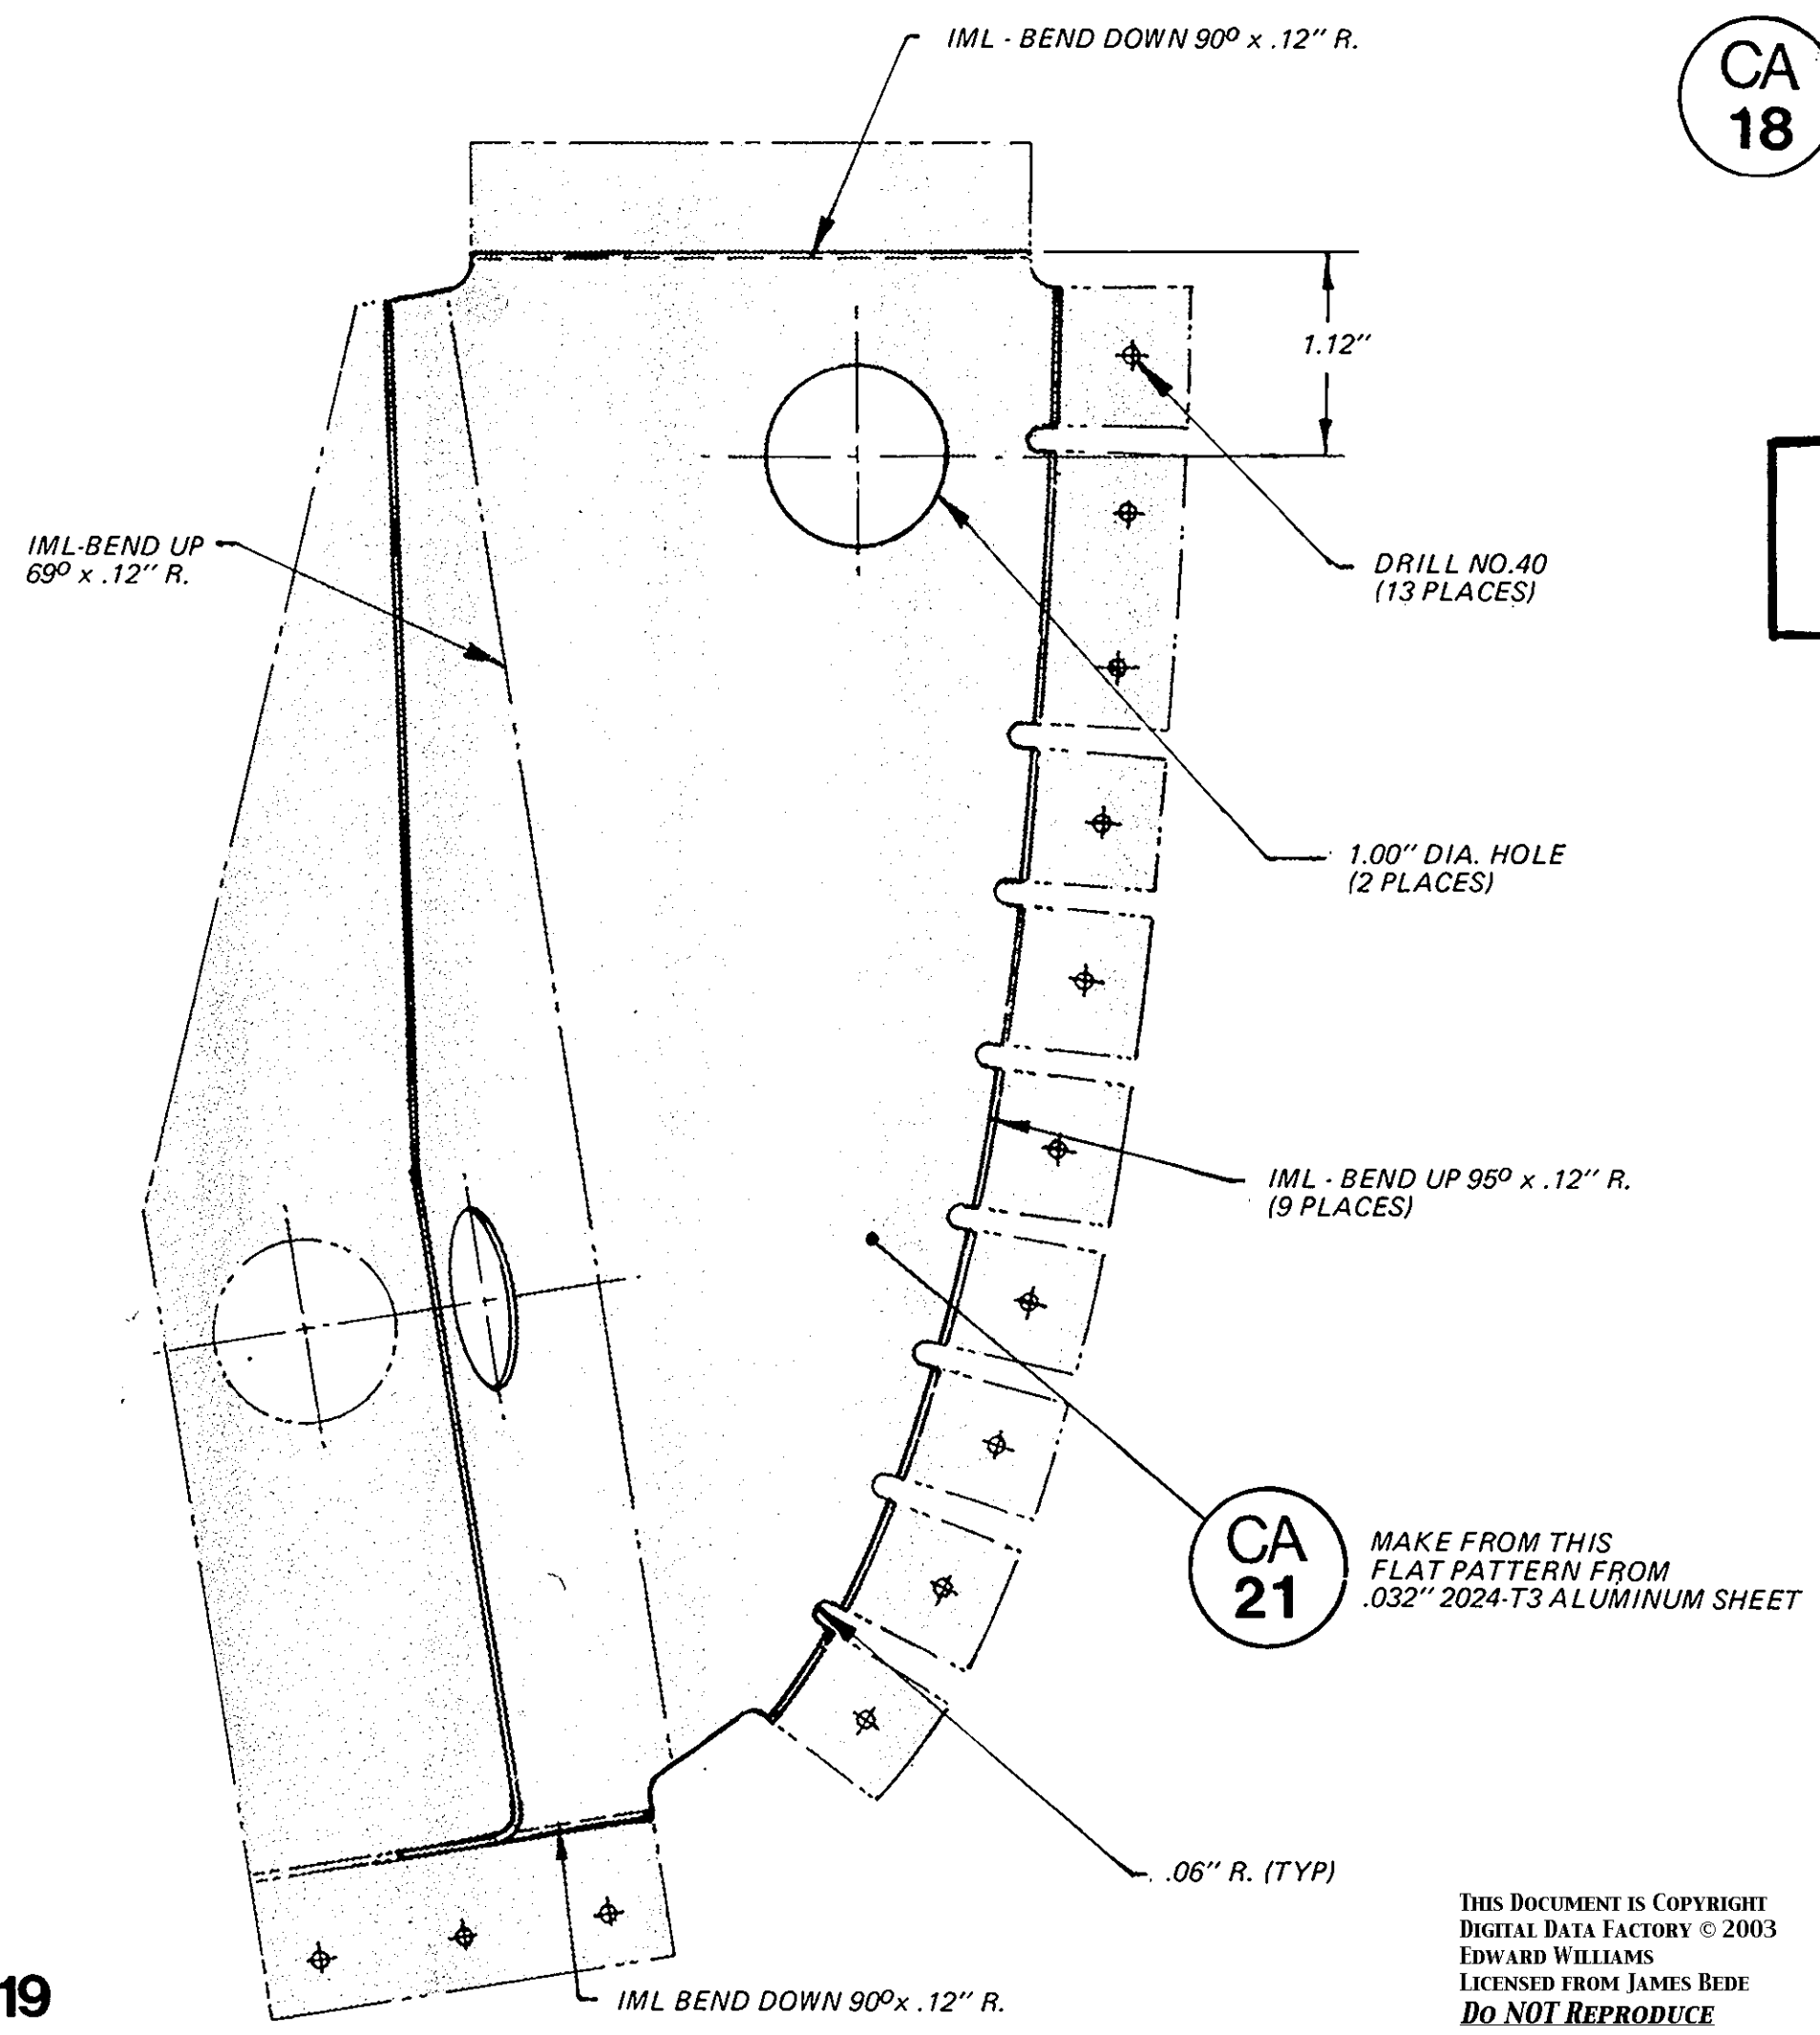 IML - BEND DOWN 90º x .12" R.
CA
18
1.12"
IML-BEND UP
69º x .12" R.
DRILL NO.40
(13 PLACES)
1.00" DIA. HOLE
(2 PLACES)
IML - BEND UP 95º x .12" R.
(9 PLACES)
CA
21
MAKE FROM THIS
FLAT PATTERN FROM
.032" 2024-T3 ALUMINUM SHEET
.06" R. (TYP)
THIS DOCUMENT IS COPYRIGHT
DIGITAL DATA FACTORY © 2003
EDWARD WILLIAMS
LICENSED FROM JAMES BEDE
DO NOT REPRODUCE
19
IML BEND DOWN 90º x .12" R.